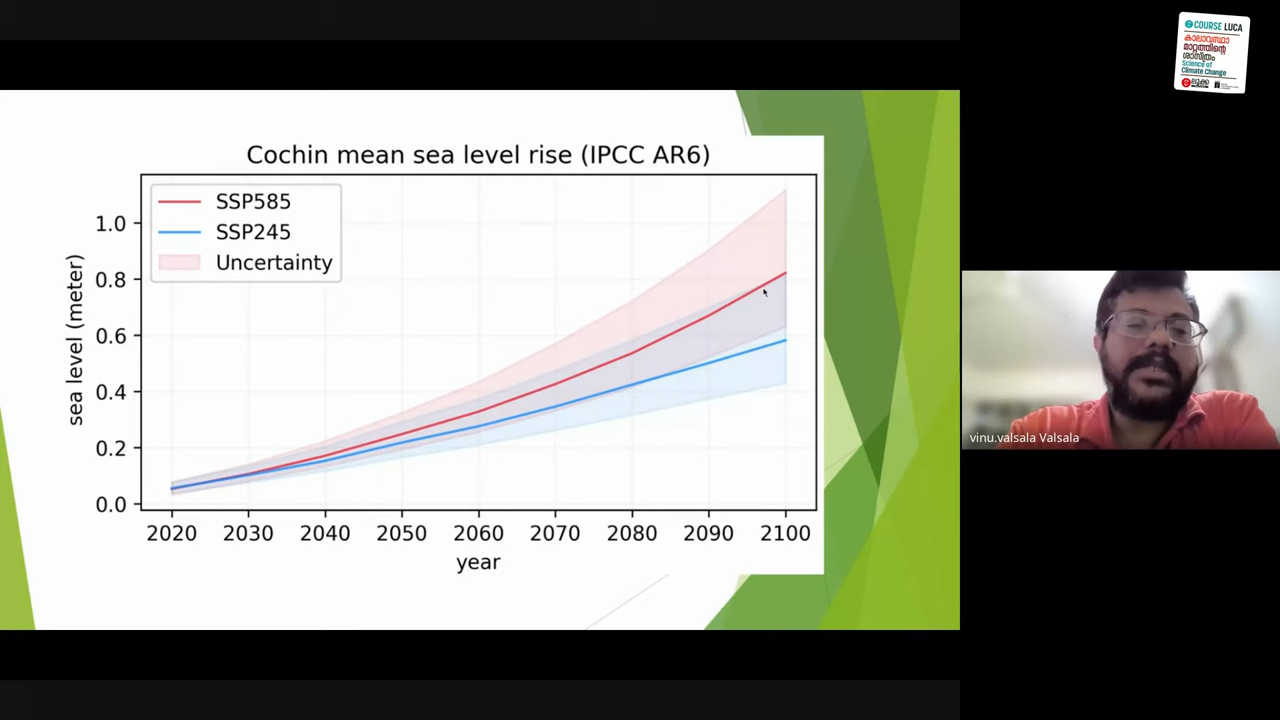 COURSE LUCA
കാലാവസ്ഥാ
മാറ്റത്തിന്റെ
ശാസ്ത്രം
Science of
Climate Change
ലൂക്ക
Cochin mean sea level rise (IPCC AR6)
SSP585
SSP245
Uncertainty
sea level (meter)
1.0
0.8
0.6
0.4
0.2
0.0
2020 2030 2040 2050 2060 2070 2080 2090 2100
year
vinu.valsala Valsala